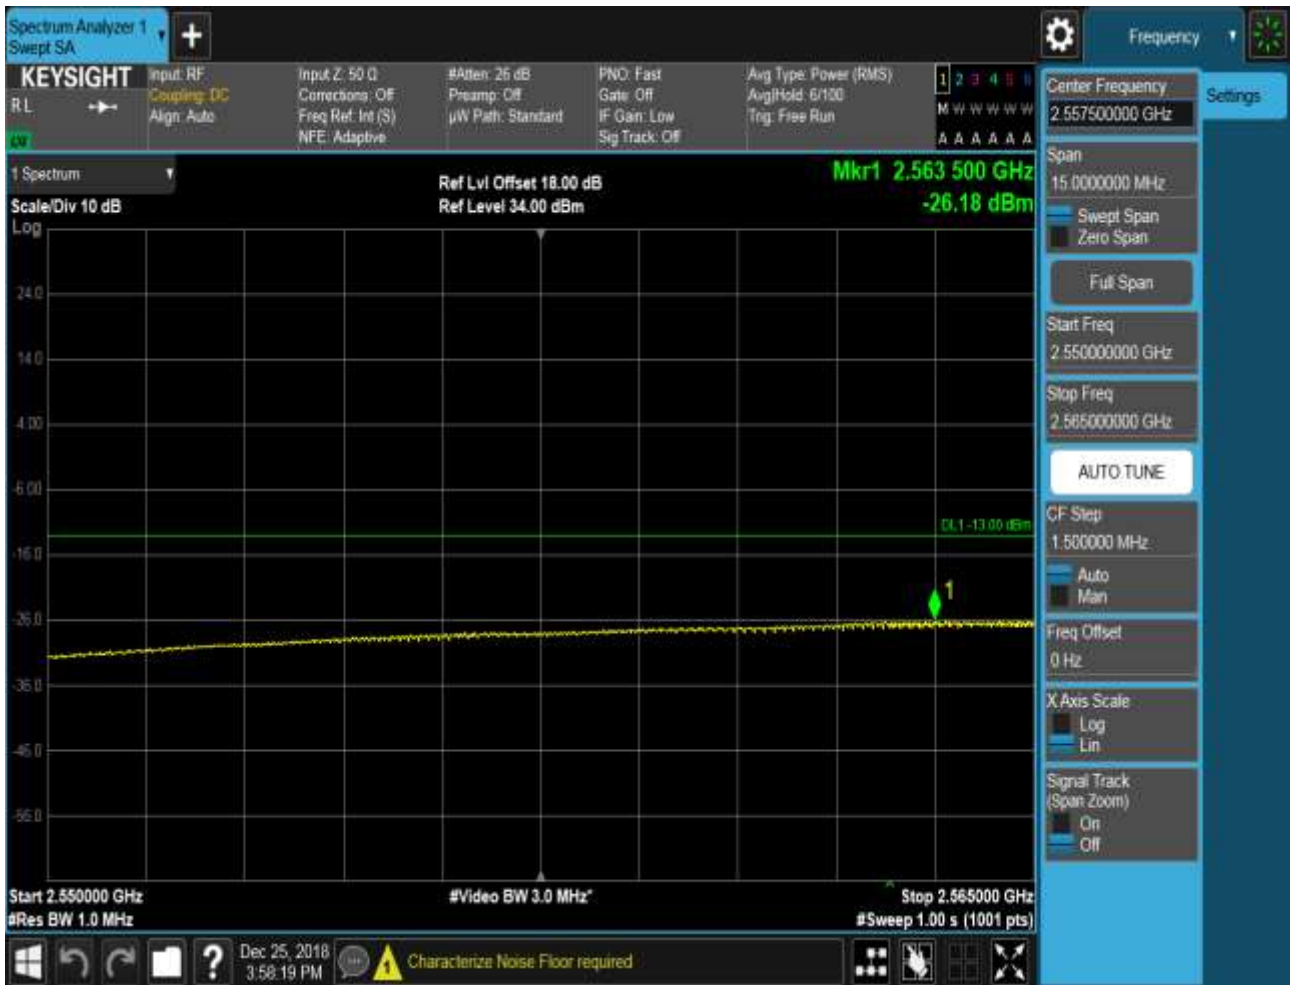 Spectrum Analyzer 1
Swept SA
Frequency
KEYSIGHT
RL
Input: RF
Coupling: DC
Align: Auto
Input Z: 50 Ω
Corrections: Off
Freq Ref: Int (S)
NFE: Adaptive
#Atten: 26 dB
Preamp: Off
µW Path: Standard
PNO: Fast
Gate: Off
IF Gain: Low
Sig Track: Off
Avg Type: Power (RMS)
Avg|Hold: 6/100
Trig: Free Run
1 2 3 4 5 6
M W W W W W
A A A A A A
1 Spectrum
Scale/Div 10 dB
Ref Lvl Offset 18.00 dB
Ref Level 34.00 dBm
Mkr1 2.563 500 GHz
-26.18 dBm
Log
24.0
14.0
4.00
-6.00
-16.0
-26.0
-36.0
-46.0
-56.0
DL1 -13.00 dBm
1
Start 2.550000 GHz
#Res BW 1.0 MHz
#Video BW 3.0 MHz*
Stop 2.565000 GHz
#Sweep 1.00 s (1001 pts)
Center Frequency
2.557500000 GHz
Span
15.0000000 MHz
Swept Span
Zero Span
Full Span
Start Freq
2.550000000 GHz
Stop Freq
2.565000000 GHz
AUTO TUNE
CF Step
1.500000 MHz
Auto
Man
Freq Offset
0 Hz
X Axis Scale
Log
Lin
Signal Track
(Span Zoom)
On
Off
Settings
?
Dec 25, 2018
3:58:19 PM
Characterize Noise Floor required